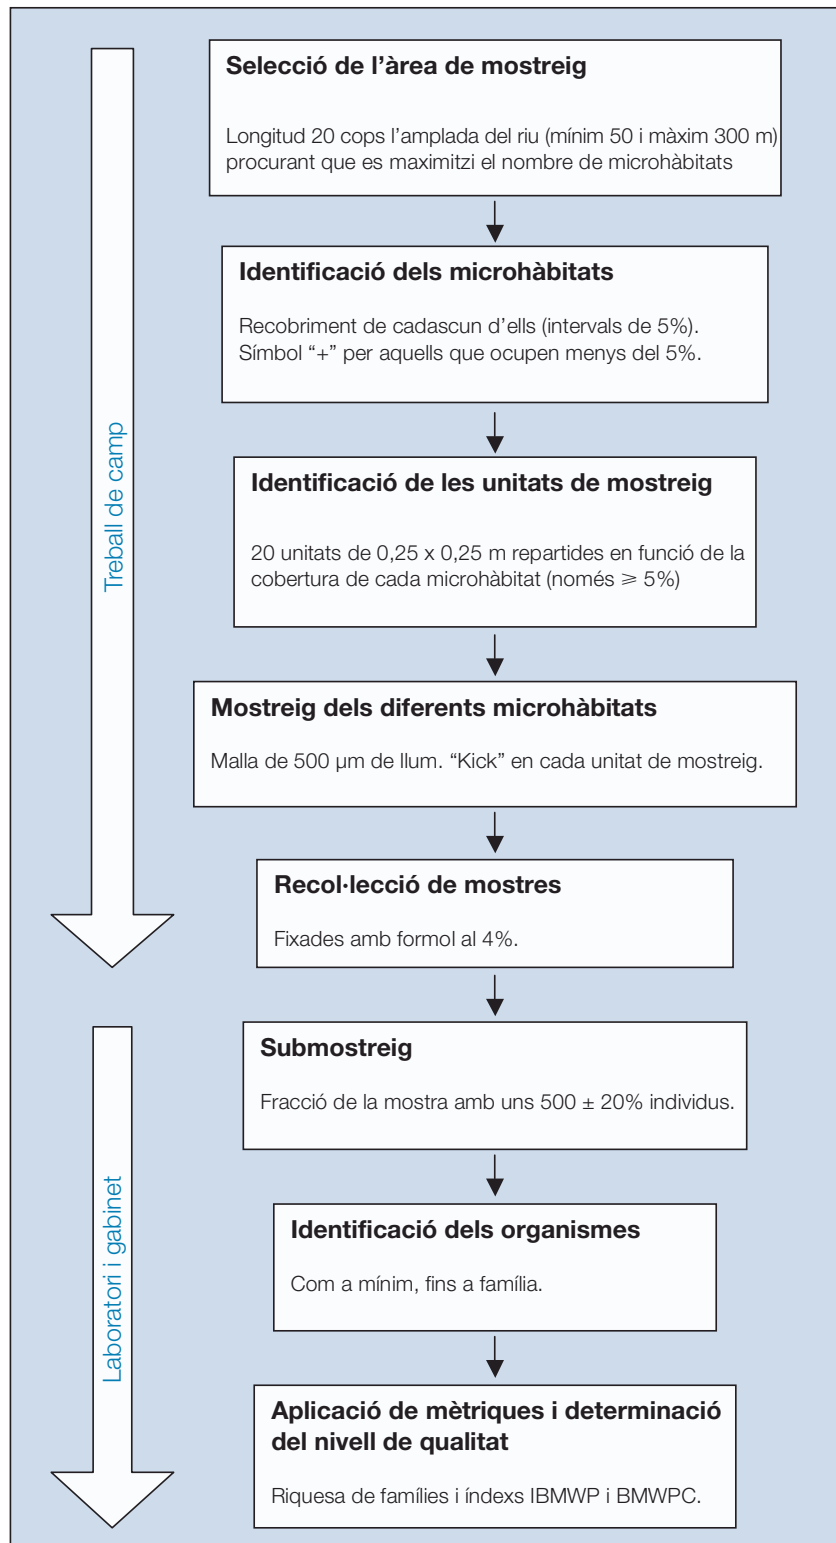 Selecció de l’àrea de mostreig
Longitud 20 cops l’amplada del riu (mínim 50 i màxim 300 m)
procurant que es maximitzi el nombre de microhàbitats
Identificació dels microhàbitats
Recobriment de cadascun d’ells (intervals de 5%).
Símbol “+” per aquells que ocupen menys del 5%.
Identificació de les unitats de mostreig
20 unitats de 0,25 x 0,25 m repartides en funció de la
cobertura de cada microhàbitat (només ⩾ 5%)
Mostreig dels diferents microhàbitats
Malla de 500 µm de llum. “Kick” en cada unitat de mostreig.
Recol·lecció de mostres
Fixades amb formol al 4%.
Treball de camp
Submostreig
Fracció de la mostra amb uns 500 ± 20% individus.
Identificació dels organismes
Com a mínim, fins a família.
Aplicació de mètriques i determinació
del nivell de qualitat
Riquesa de famílies i índexs IBMWP i BMWPC.
Laboratori i gabinet